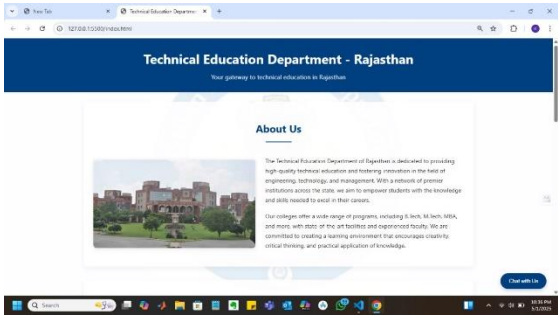 New Tab
Technical Education Departme
127.0.0.1:5500/index.html
Technical Education Department - Rajasthan
Your gateway to technical education in Rajasthan
About Us
The Technical Education Department of Rajasthan is dedicated to providing
high-quality technical education and fostering innovation in the field of
engineering, technology, and management. With a network of premier
institutions across the state, we aim to empower students with the knowledge
and skills needed to excel in their careers.
Our colleges offer a wide range of programs, including B.Tech, M.Tech, MBA,
and more, with state of the art facilities and experienced faculty. We are
committed to creating a learning environment that encourages creativity,
critical thinking, and practical application of knowledge.
Chat with Us
Search
10:36 PM
5/1/2025